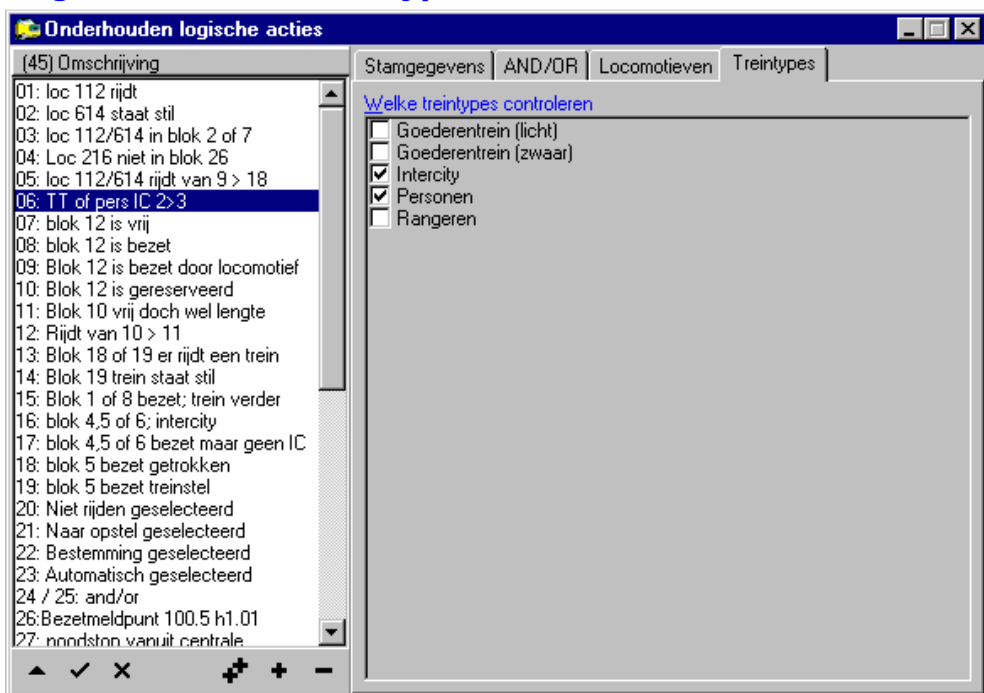 Onderhouden logische acties
(45) Omschrijving
01: loc 112 rijdt
02: loc 614 staat stil
03: loc 112/614 in blok 2 of 7
04: Loc 216 niet in blok 26
05: loc 112/614 rijdt van 9 > 18
06: TT of pers IC 2>3
07: blok 12 is vrij
08: blok 12 is bezet
09: Blok 12 is bezet door locomotief
10: Blok 12 is gereserveerd
11: Blok 10 vrij doch wel lengte
12: Rijdt van 10 > 11
13: Blok 18 of 19 er rijdt een trein
14: Blok 19 trein staat stil
15: Blok 1 of 8 bezet; trein verder
16: blok 4,5 of 6; intercity
17: blok 4,5 of 6 bezet maar geen IC
18: blok 5 bezet getrokken
19: blok 5 bezet treinstel
20: Niet rijden geselecteerd
21: Naar opstel geselecteerd
22: Bestemming geselecteerd
23: Automatisch geselecteerd
24 / 25: and/or
26:Bezetmeldpunt 100.5 h1.01
27: noodstop vanuit centrale
Stamgegevens AND/OR Locomotieven Treintypes
Welke treintypes controleren
Goederentrein (licht)
Goederentrein (zwaar)
Intercity
Personen
Rangeren